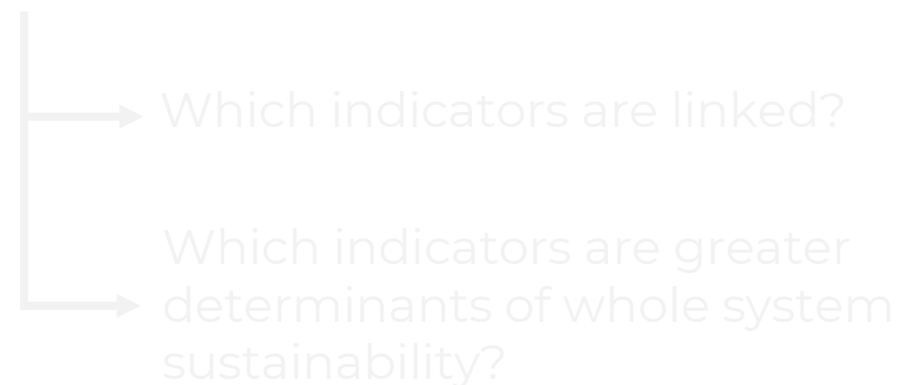 Which indicators are linked?
Which indicators are greater
determinants of whole system
sustainability?